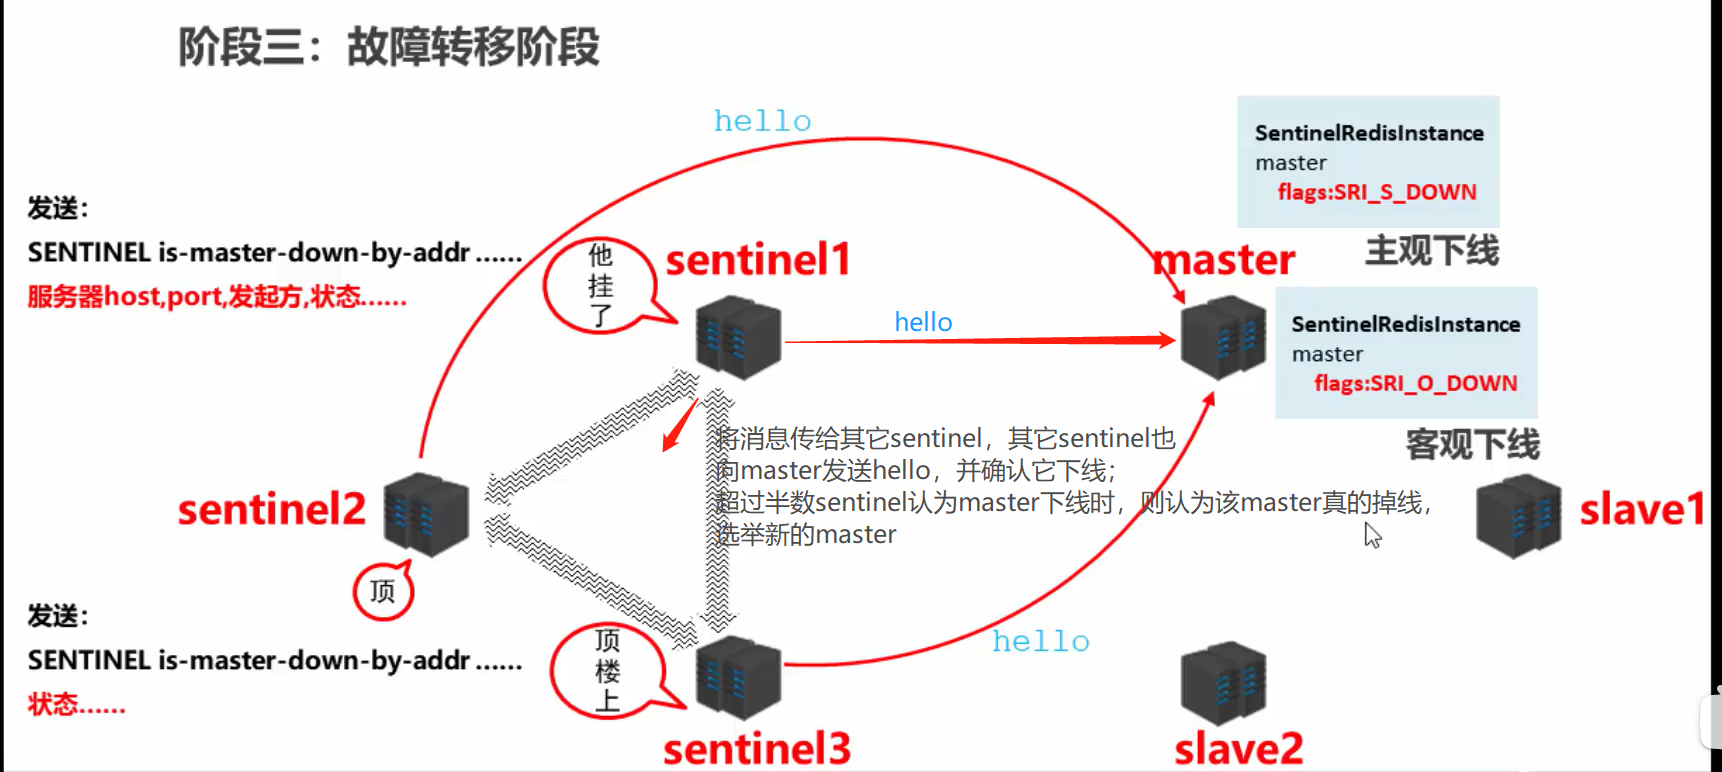 阶段三：故障转移阶段
hello
SentinelRedisInstance
master
flags:SRI_S_DOWN
主观下线
发送：
SENTINEL is-master-down-by-addr ......
服务器host,port,发起方,状态......
他
挂
了
sentinel1
master
hello
SentinelRedisInstance
master
flags:SRI_O_DOWN
客观下线
将消息传给其它sentinel，其它sentinel也
向master发送hello，并确认它下线；
超过半数sentinel认为master下线时，则认为该master真的掉线，
选举新的master
sentinel2
slave1
顶
发送：
SENTINEL is-master-down-by-addr ......
状态......
顶
楼
上
hello
sentinel3
slave2